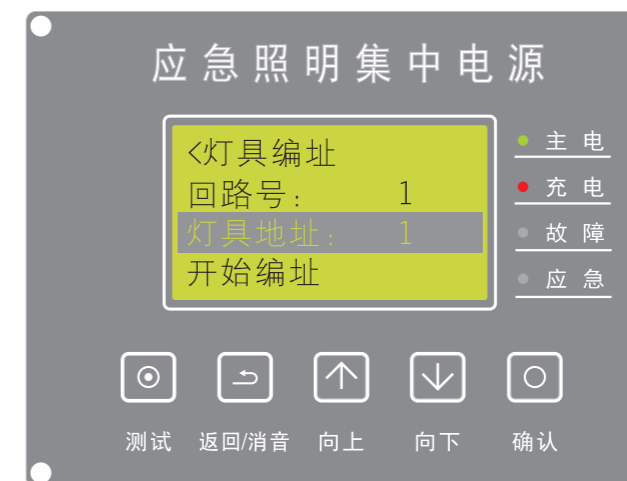 应急照明集中电源
<灯具编址
回路号: 1
灯具地址: 1
开始编址
主电
充电
故障
应急
测试 返回/消音 向上 向下 确认